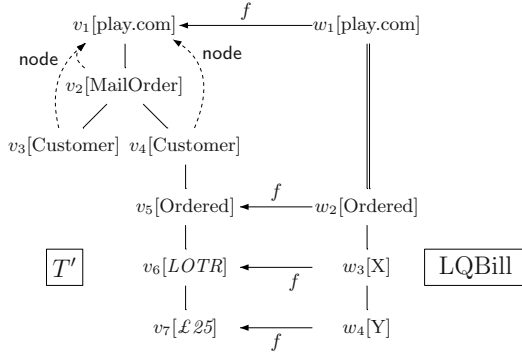 f
v₁[play.com] w₁[play.com]
node node
v₂[MailOrder]
v₃[Customer] v₄[Customer]
f
v₅[Ordered] w₂[Ordered]
T′ v₆[LOTR] f w₃[X] LQBill
v₇[£25] f w₄[Y]